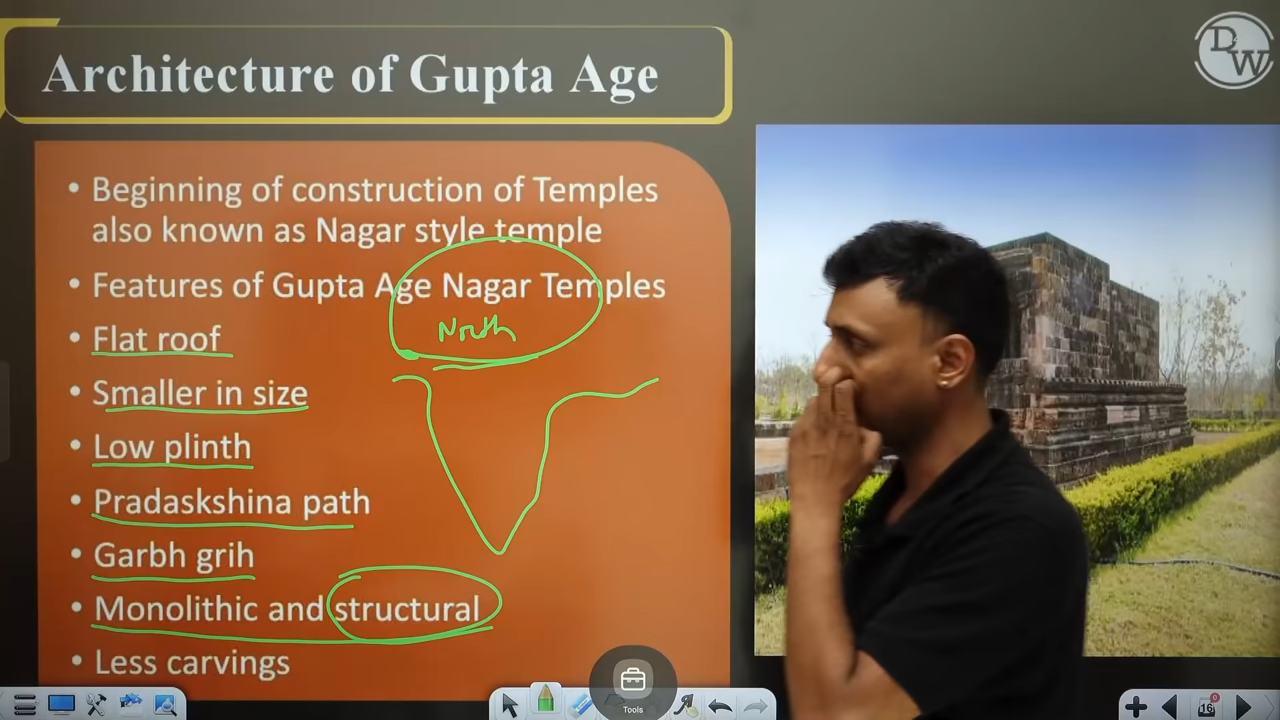 Architecture of Gupta Age
• Beginning of construction of Temples
also known as Nagar style temple
• Features of Gupta Age Nagar Temples
North
• Flat roof
• Smaller in size
• Low plinth
• Pradaskshina path
• Garbh grih
• Monolithic and structural
• Less carvings
PW
Tools
16
0